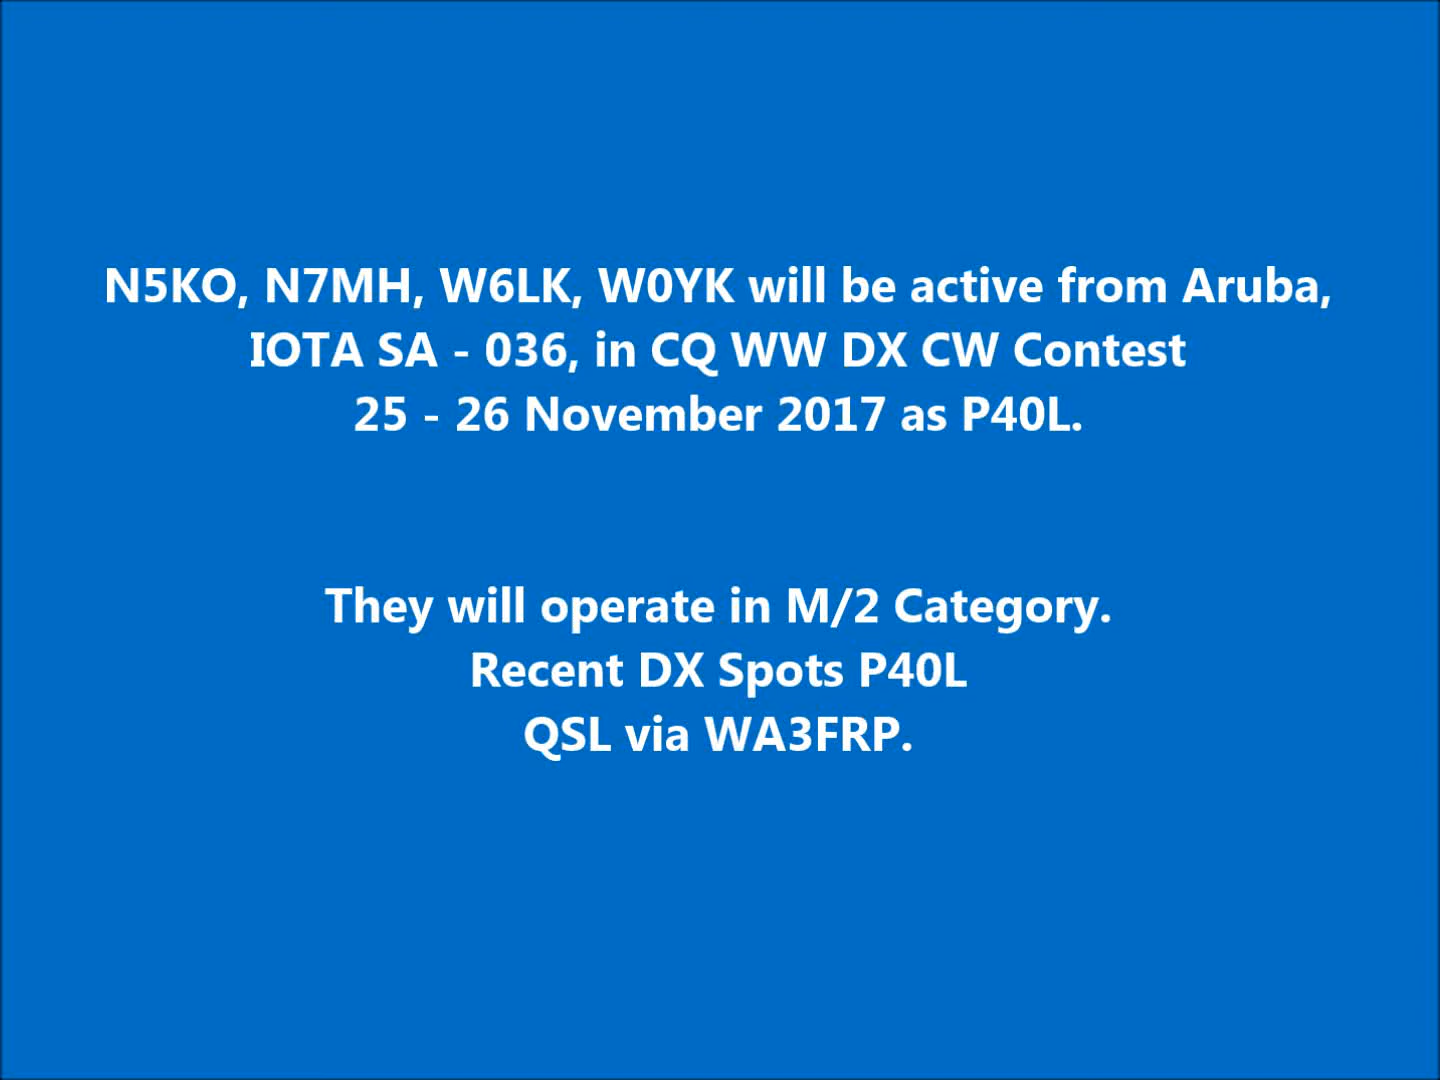 N5KO, N7MH, W6LK, W0YK will be active from Aruba,
IOTA SA - 036, in CQ WW DX CW Contest
25 - 26 November 2017 as P40L.
They will operate in M/2 Category.
Recent DX Spots P40L
QSL via WA3FRP.